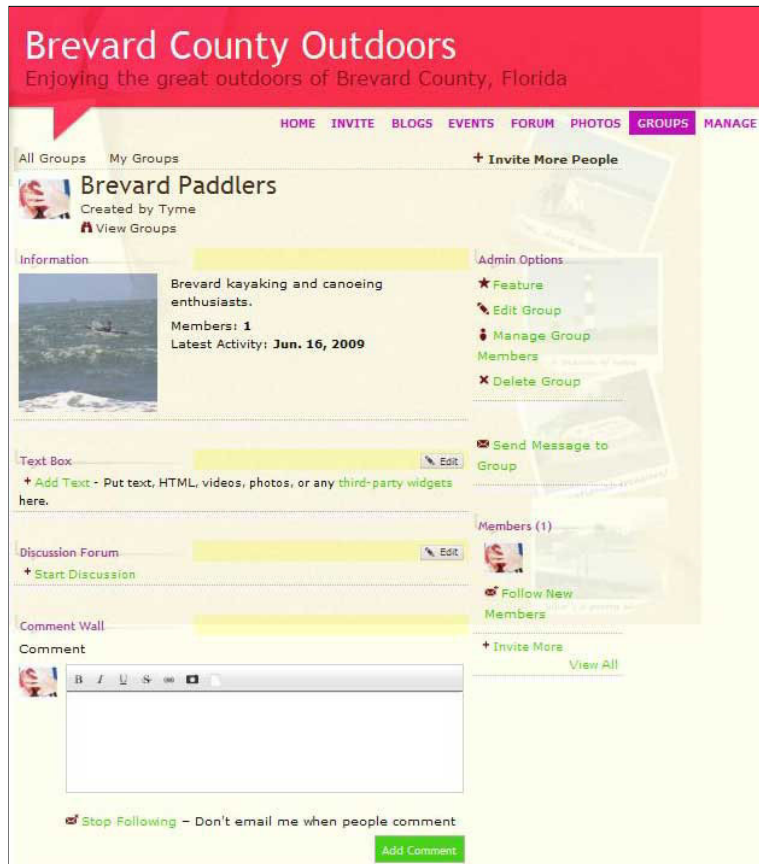 Brevard County Outdoors
Enjoying the great outdoors of Brevard County, Florida
HOME INVITE BLOGS EVENTS FORUM PHOTOS GROUPS MANAGE
All Groups My Groups
+ Invite More People
Brevard Paddlers
Created by Tyme
View Groups
Information
Brevard kayaking and canoeing
enthusiasts.
Members: 1
Latest Activity: Jun. 16, 2009
Text Box
Edit
+ Add Text - Put text, HTML, videos, photos, or any third-party widgets
here.
Discussion Forum
Edit
+ Start Discussion
Comment Wall
Comment
B I U S
Stop Following – Don't email me when people comment
Add Comment
Admin Options
Feature
Edit Group
Manage Group
Members
Delete Group
Send Message to
Group
Members (1)
Follow New
Members
+ Invite More
View All